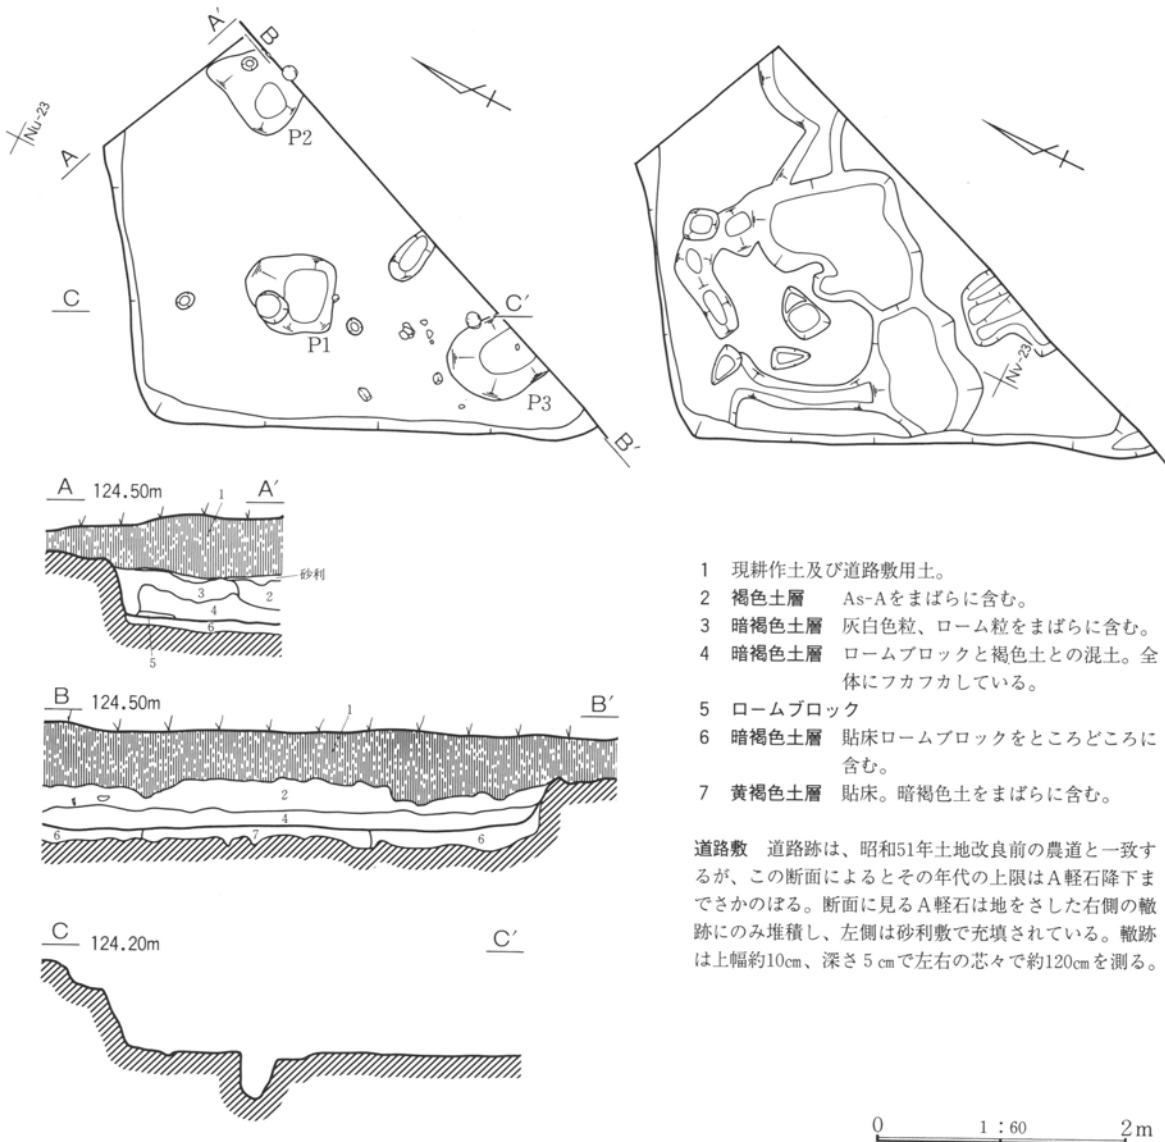 A'
B
Nu-23
A
P2
C
C'
P1
P3
B'
Nv-23
A 124.50m A'
1
砂利
3
2
4
6
5
B 124.50m B'
1
2
4
6
7
6
C 124.20m C'
1 現耕作土及び道路敷用土。
2 褐色土層 As-Aをまばらに含む。
3 暗褐色土層 灰白色粒、ローム粒をまばらに含む。
4 暗褐色土層 ロームブロックと褐色土との混土。全
体にフカフカしている。
5 ロームブロック
6 暗褐色土層 貼床ロームブロックをところどころに
含む。
7 黄褐色土層 貼床。暗褐色土をまばらに含む。
道路敷 道路跡は、昭和51年土地改良前の農道と一致す
るが、この断面によるとその年代の上限はA軽石降下ま
でさかのぼる。断面に見るA軽石は地をさした右側の轍
跡にのみ堆積し、左側は砂利敷で充填されている。轍跡
は上幅約10㎝、深さ5㎝で左右の芯々で約120㎝を測る。
0 1:60 2m